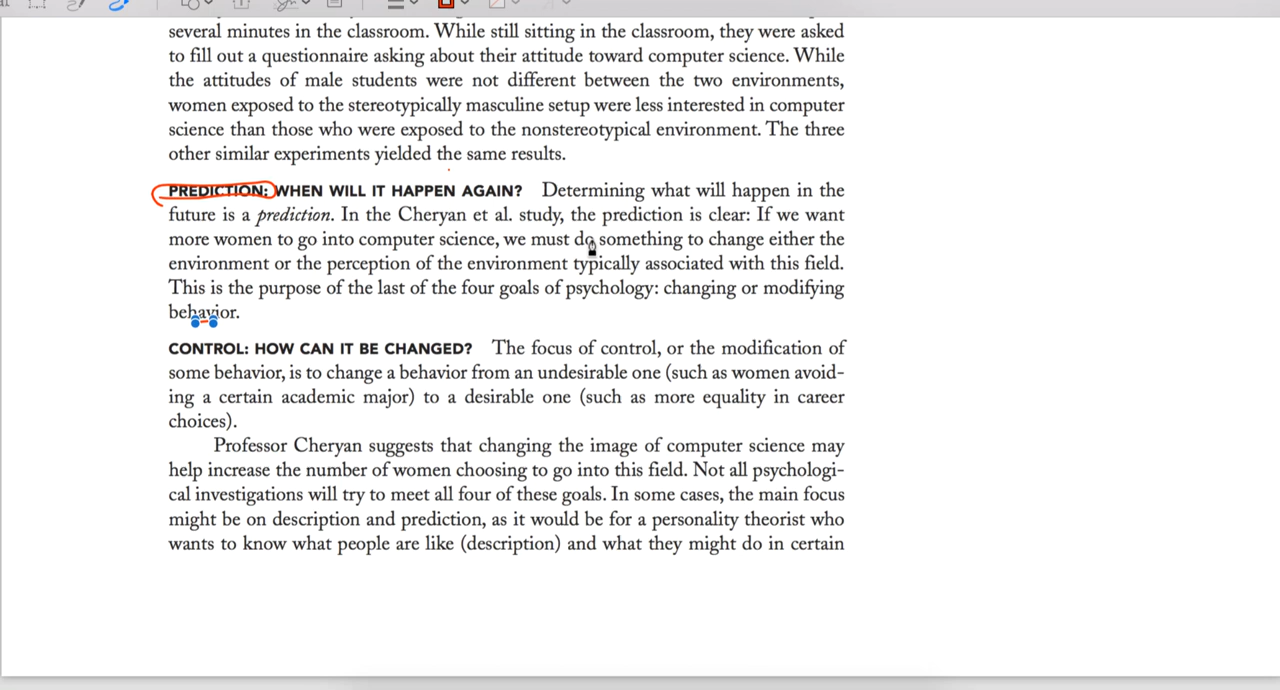 several minutes in the classroom. While still sitting in the classroom, they were asked
to fill out a questionnaire asking about their attitude toward computer science. While
the attitudes of male students were not different between the two environments,
women exposed to the stereotypically masculine setup were less interested in computer
science than those who were exposed to the nonstereotypical environment. The three
other similar experiments yielded the same results.
PREDICTION: WHEN WILL IT HAPPEN AGAIN? Determining what will happen in the
future is a prediction. In the Cheryan et al. study, the prediction is clear: If we want
more women to go into computer science, we must do something to change either the
environment or the perception of the environment typically associated with this field.
This is the purpose of the last of the four goals of psychology: changing or modifying
behavior.
CONTROL: HOW CAN IT BE CHANGED? The focus of control, or the modification of
some behavior, is to change a behavior from an undesirable one (such as women avoid-
ing a certain academic major) to a desirable one (such as more equality in career
choices).
Professor Cheryan suggests that changing the image of computer science may
help increase the number of women choosing to go into this field. Not all psychologi-
cal investigations will try to meet all four of these goals. In some cases, the main focus
might be on description and prediction, as it would be for a personality theorist who
wants to know what people are like (description) and what they might do in certain